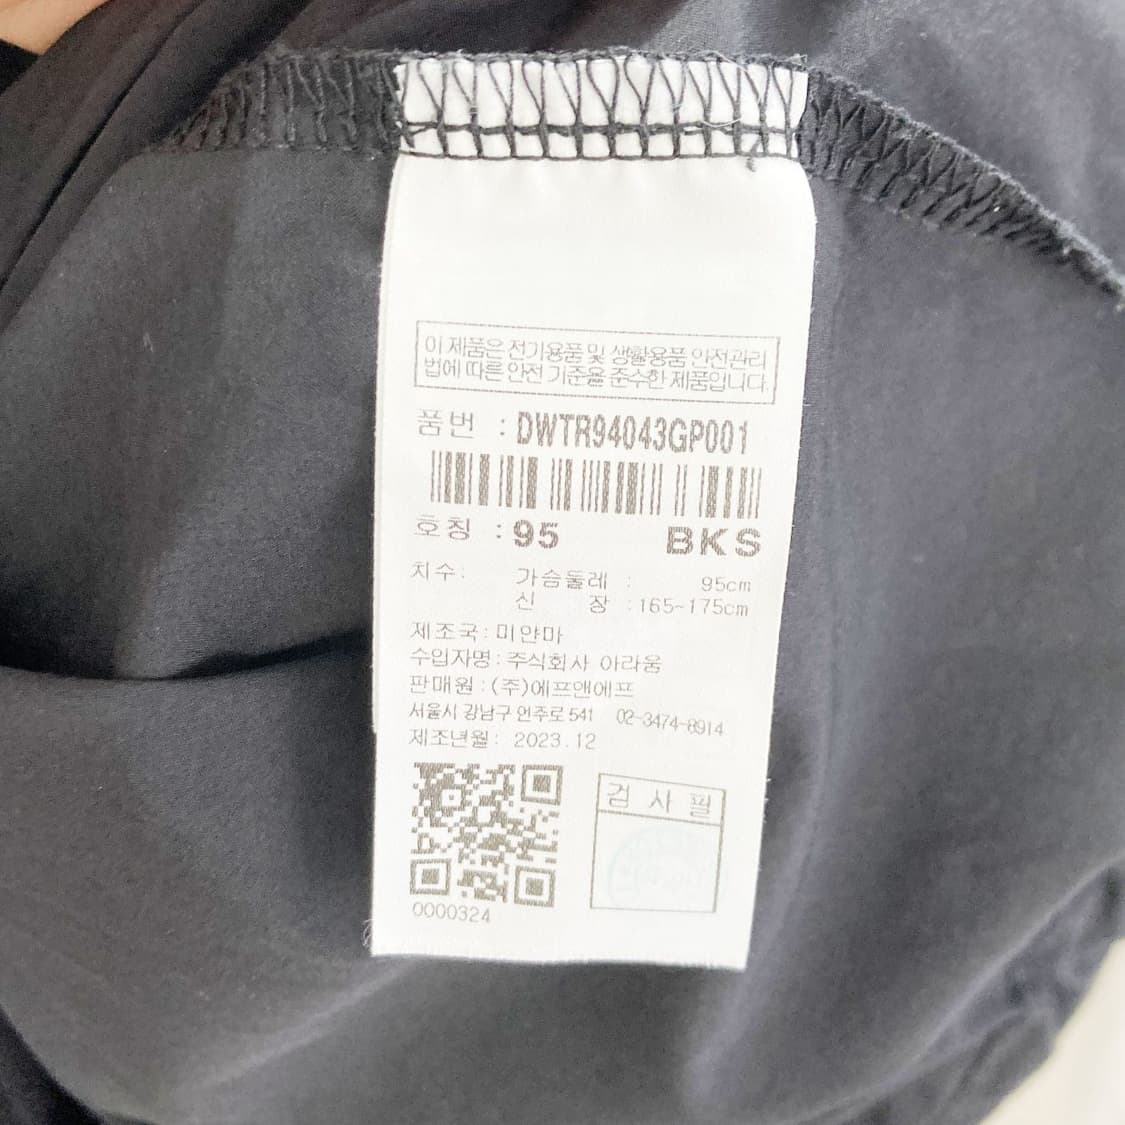 이 제품은 전기용품 및 생활용품 안전관리
법에 따른 안전 기준을 준수한 제품입니다.
품번 : DWTR94043GP001
호칭 : 95 BKS
치수: 가슴둘레 : 95cm
신 장 : 165~175cm
제조국: 미얀마
수입자명: 주식회사 아라움
판매원 : (주)에프앤에프
서울시 강남구 언주로 541 02-3474-8914
제조년월: 2023.12
검 사 필
0000324